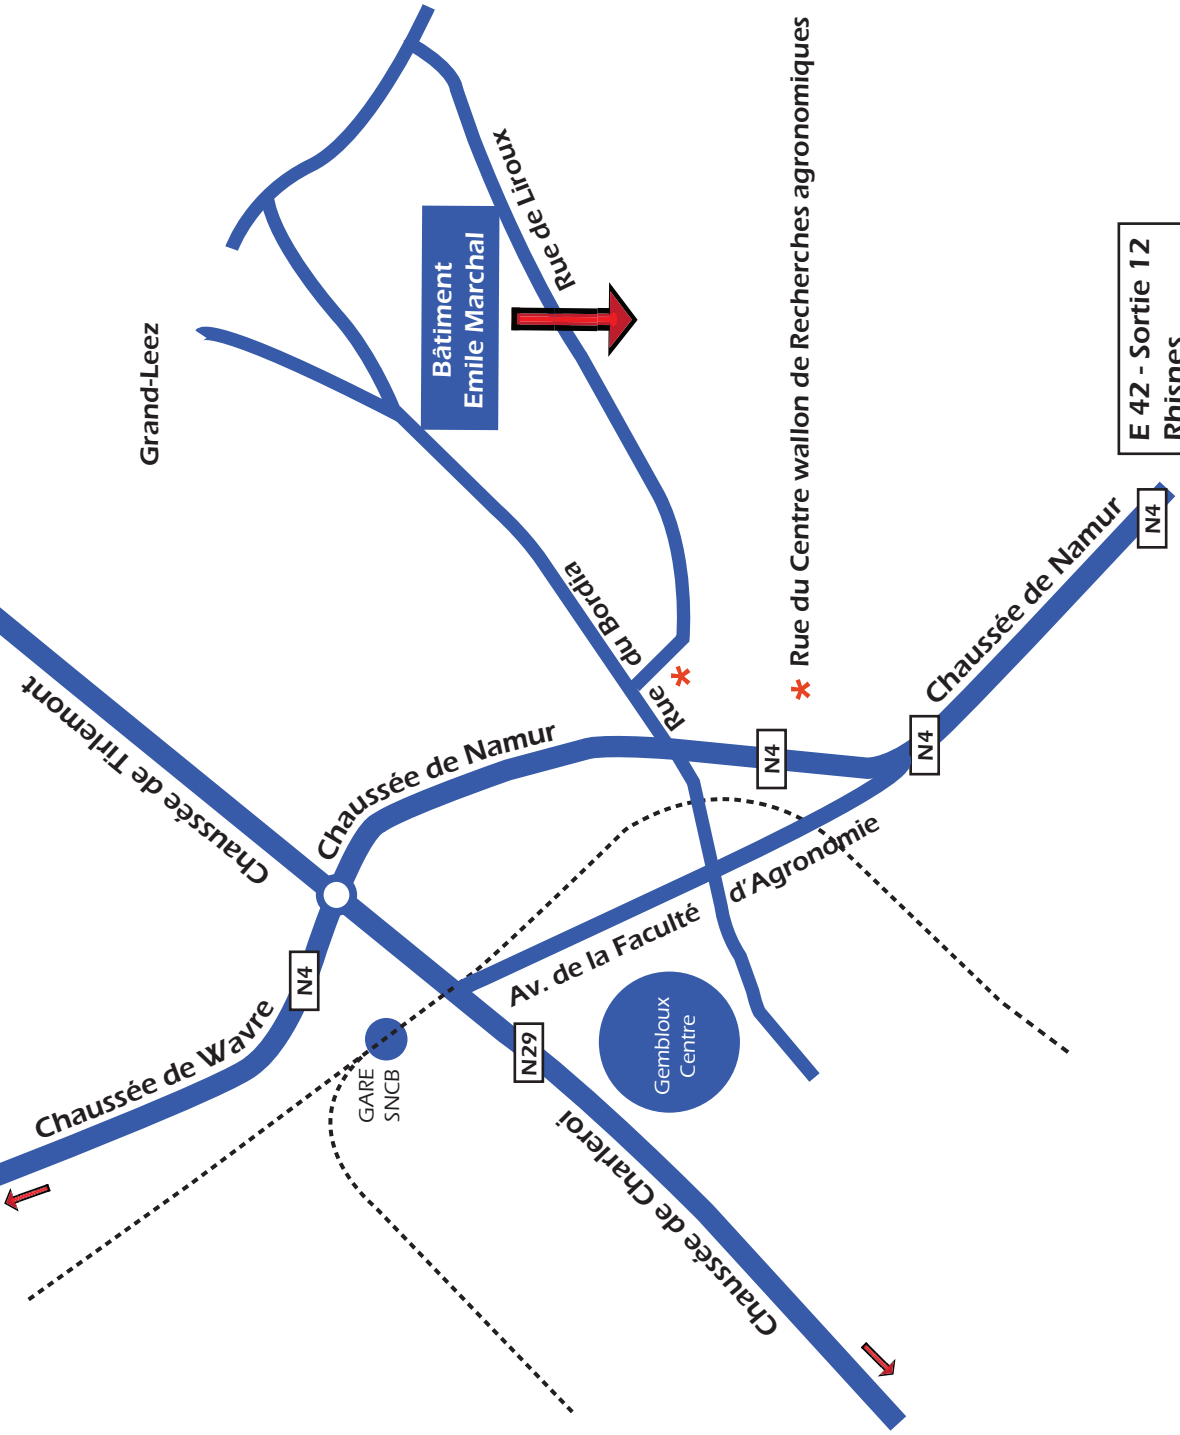 Grand-Leez
Rue de Liroux
Bâtiment
Emile Marchal
* Rue du Centre wallon de Recherches agronomiques
E 42 - Sortie 12
Rhisnes
Chaussée de Tirlemont
Chaussée de Namur
Rue du Bordia
*
N4
N4
Chaussée de Namur
N4
Chaussée de Wavre
N4
GARE
SNCB
N29
Av. de la Faculté d'Agronomie
Gembloux
Centre
Chaussée de Charleroi